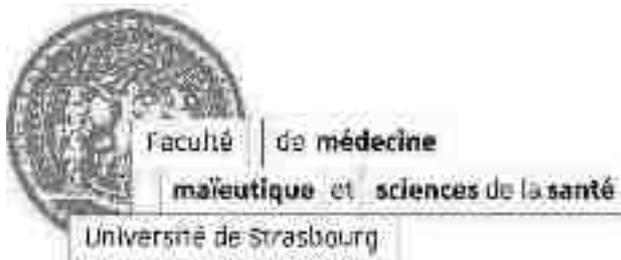 Faculté de médecine
maïeutique et sciences de la santé
Université de Strasbourg